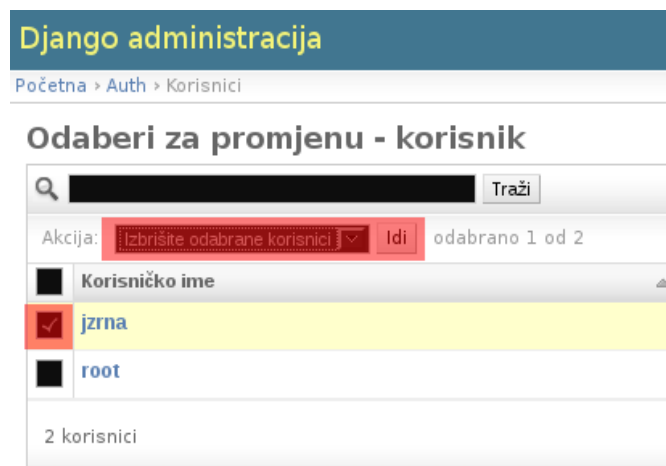 Django administracija
Početna › Auth › Korisnici
Odaberi za promjenu - korisnik
Traži
Akcija: Izbrišite odabrane korisnici Idi odabrano 1 od 2
Korisničko ime
jzrna
root
2 korisnici